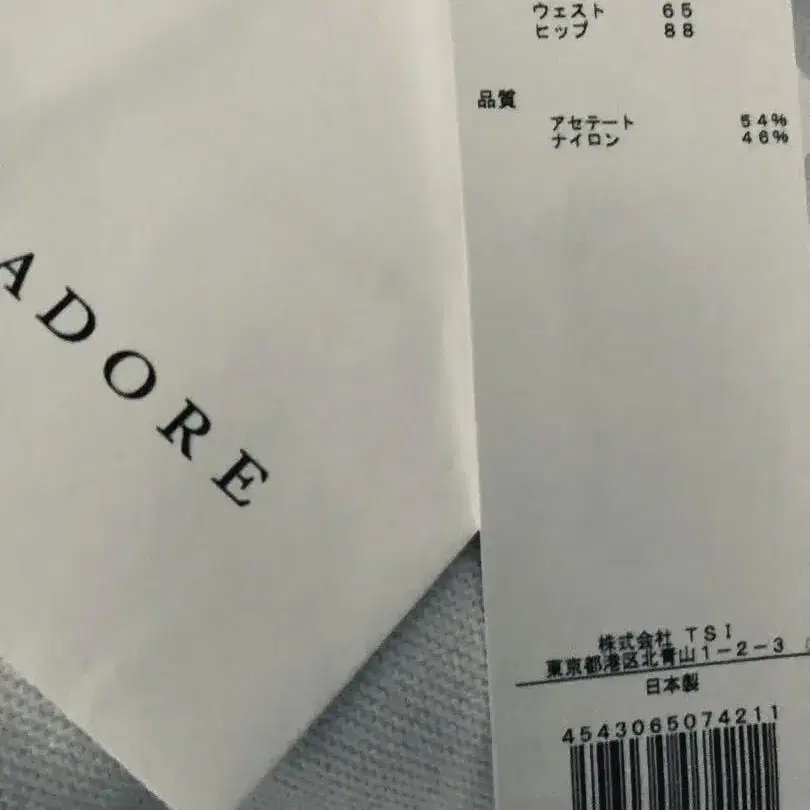 ADORE
ウェスト 65
ヒップ 88
品質
アセテート 54%
ナイロン 46%
株式会社 TSI
東京都港区北青山1-2-3
日本製
4543065074211